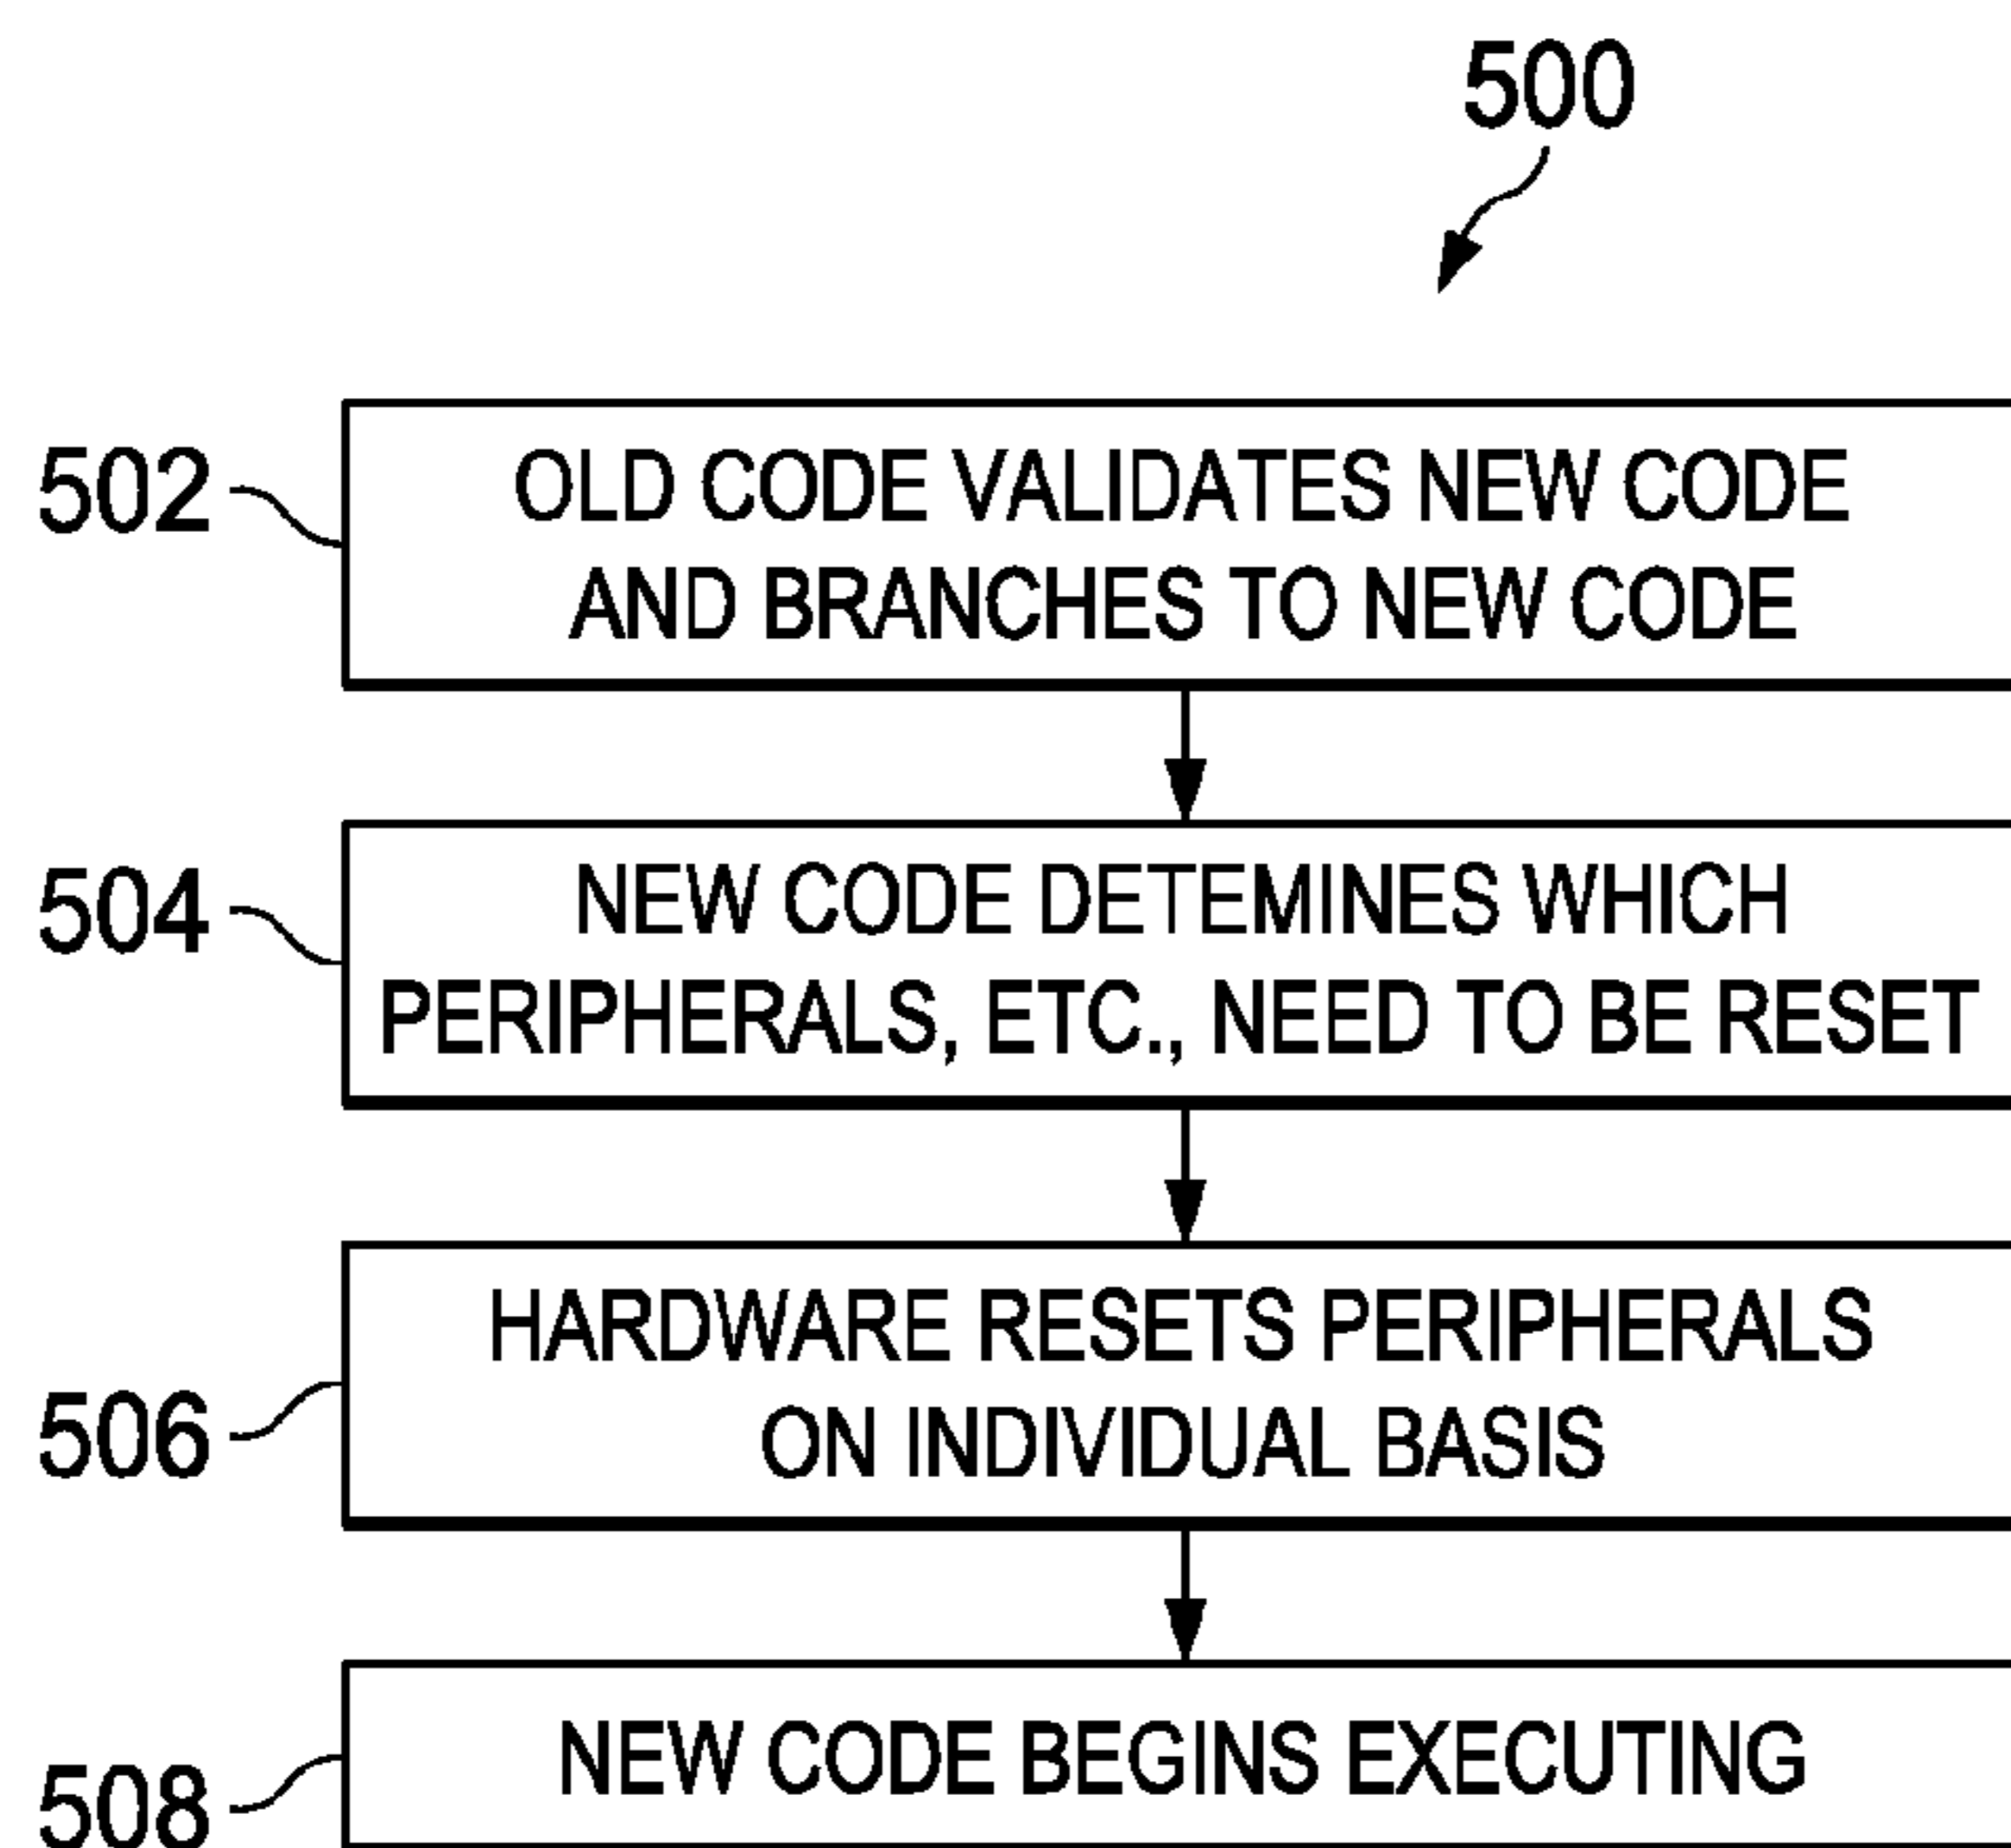 500
502
OLD CODE VALIDATES NEW CODE
AND BRANCHES TO NEW CODE
504
NEW CODE DETEMINES WHICH
PERIPHERALS, ETC., NEED TO BE RESET
506
HARDWARE RESETS PERIPHERALS
ON INDIVIDUAL BASIS
508
NEW CODE BEGINS EXECUTING